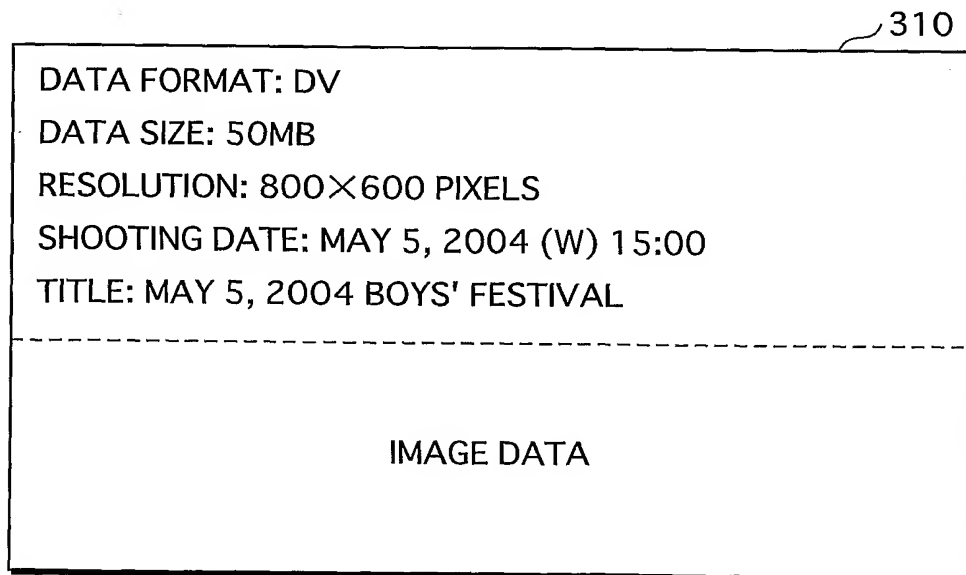 310
DATA FORMAT: DV
DATA SIZE: 50MB
RESOLUTION: 800×600 PIXELS
SHOOTING DATE: MAY 5, 2004 (W) 15:00
TITLE: MAY 5, 2004 BOYS' FESTIVAL
IMAGE DATA